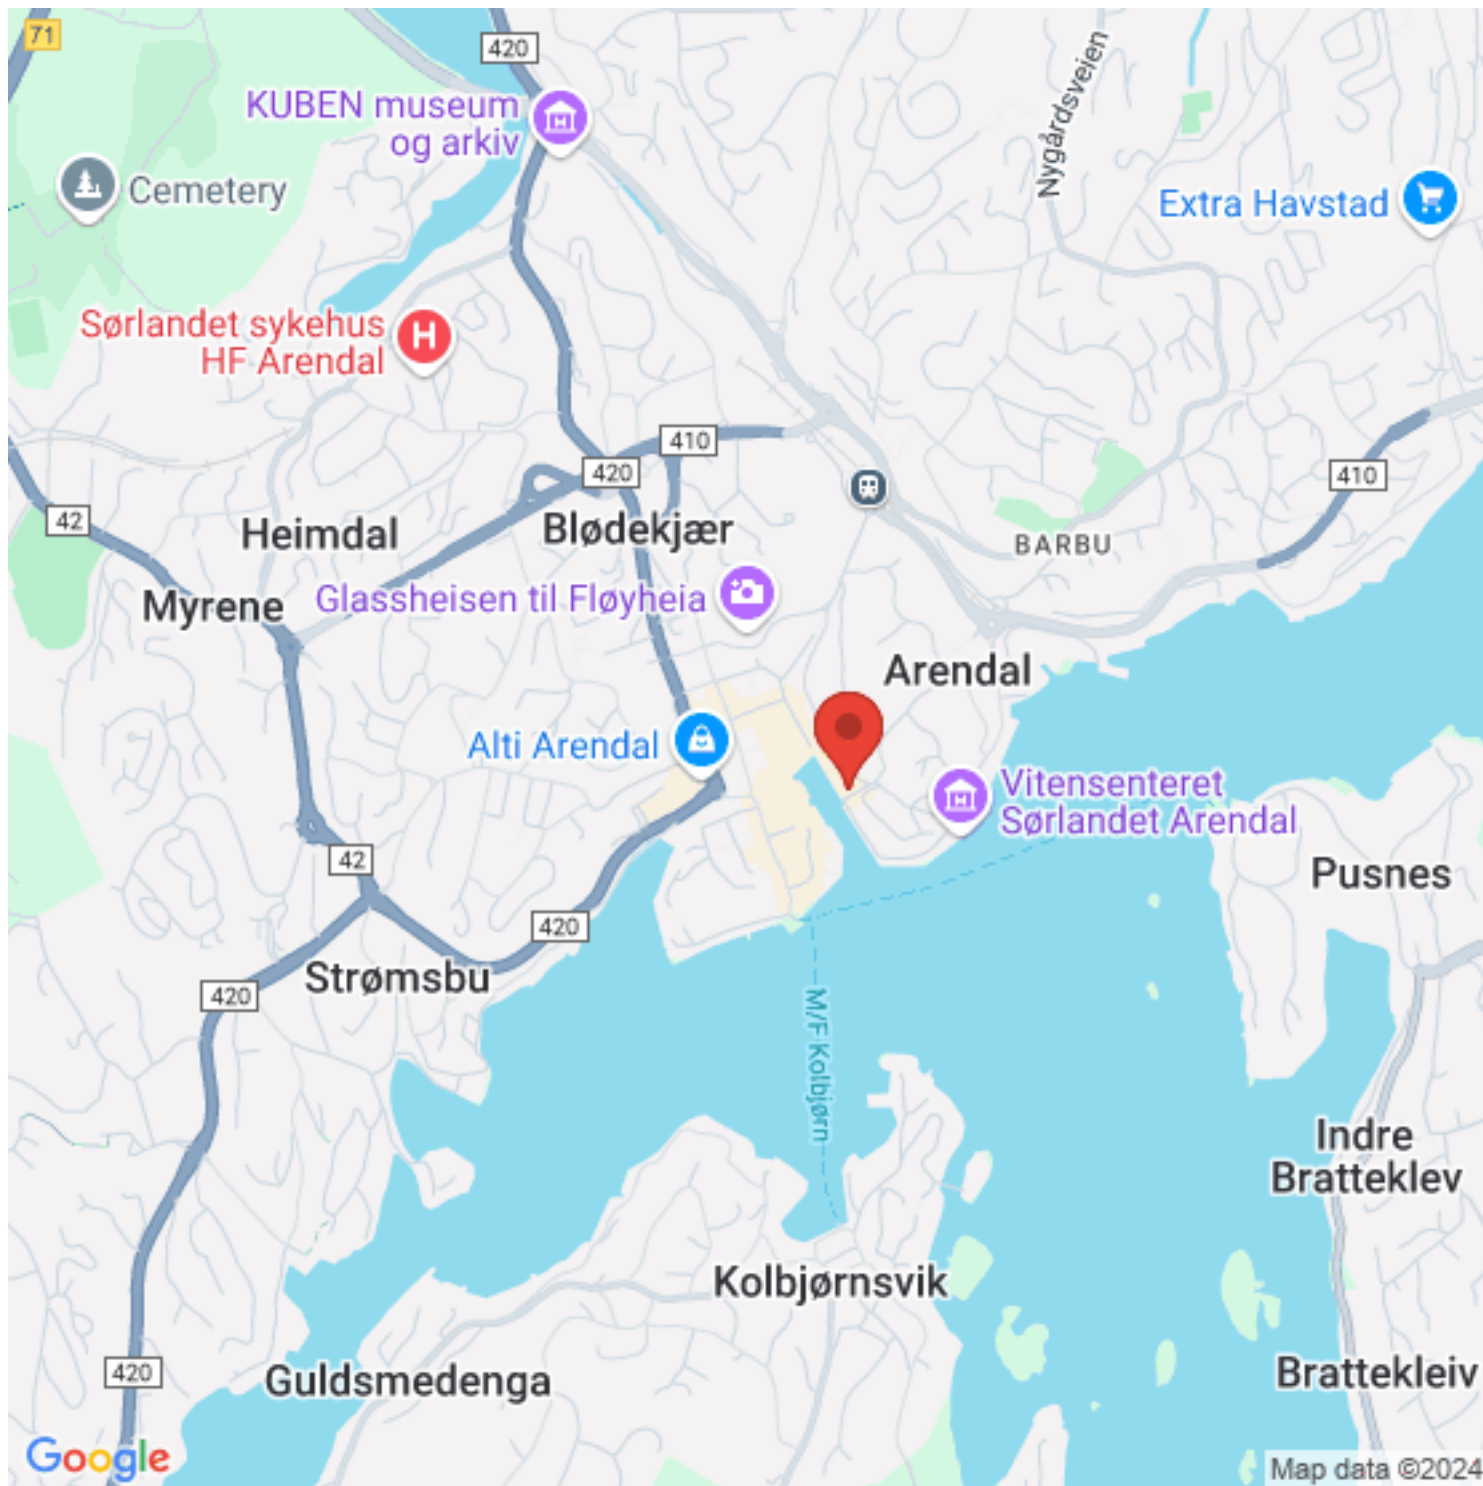 71
420
KUBEN museum
og arkiv
Nygårdsveien
Cemetery
Extra Havstad
Sørlandet sykehus
HF Arendal
H
410
420
410
42
Heimdal
Blødekjær
BARBU
Myrene
Glassheisen til Fløyheia
Arendal
Alti Arendal
Vitensenteret
Sørlandet Arendal
42
Pusnes
420
Strømsbu
420
M/F Kolbjørn
Indre
Bratteklev
Kolbjørnsvik
420
Guldsmedenga
Brattekleiv
Google
Map data ©2024